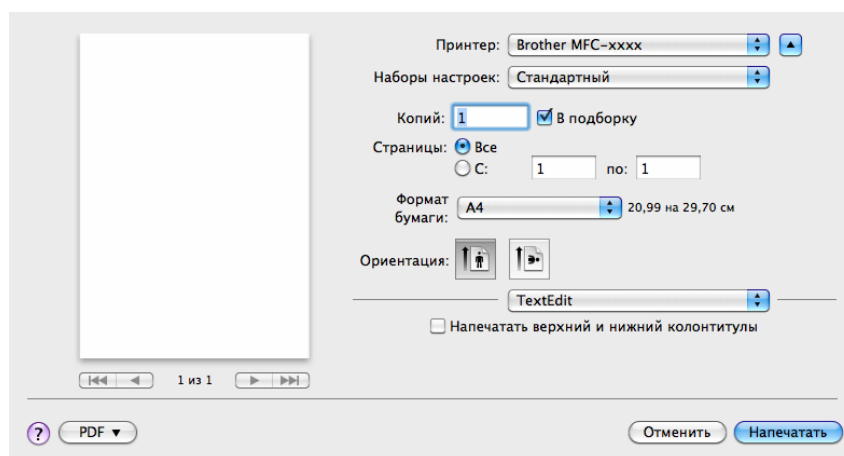 Принтер: Brother MFC-xxxx
Наборы настроек: Стандартный
Копий: 1 В подборку
Страницы: Все
С: 1 по: 1
Формат бумаги: A4 20,99 на 29,70 см
Ориентация:
TextEdit
Напечатать верхний и нижний колонтитулы
1 из 1
? PDF Отменить Напечатать